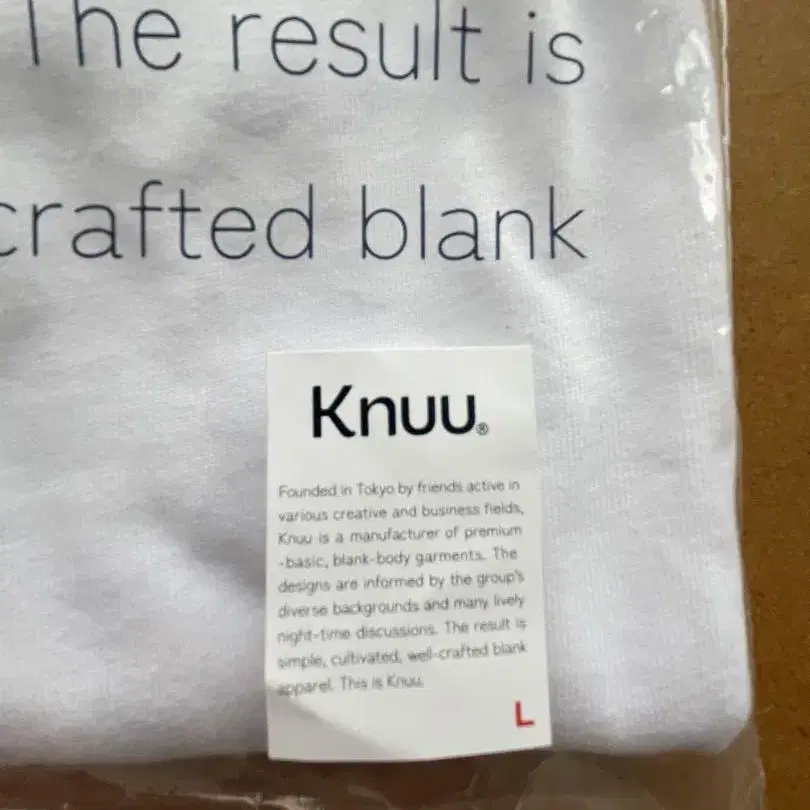 The result is
crafted blank
Knuu®
Founded in Tokyo by friends active in
various creative and business fields,
Knuu is a manufacturer of premium
-basic, blank-body garments. The
designs are informed by the group's
diverse backgrounds and many lively
night-time discussions. The result is
simple, cultivated, well-crafted blank
apparel. This is Knuu.
L